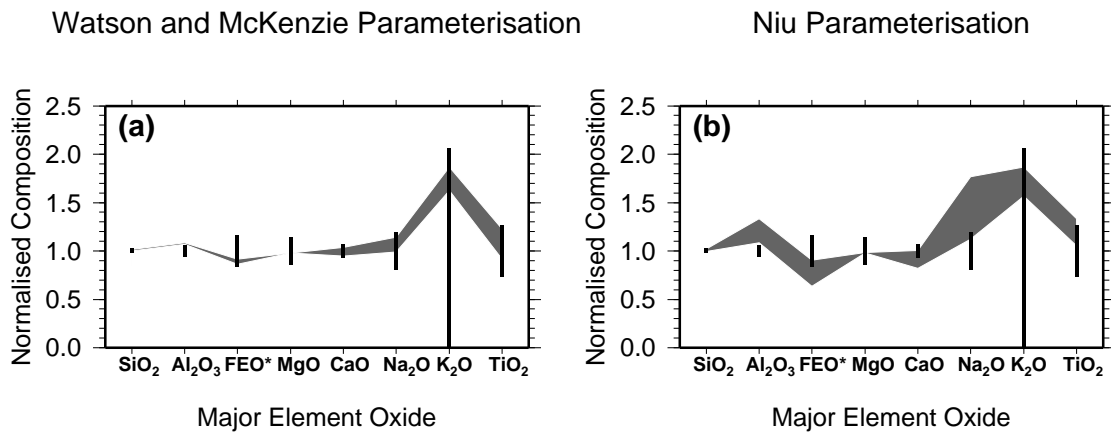 Watson and McKenzie Parameterisation
Niu Parameterisation
Normalised Composition
2.5
2.0
1.5
1.0
0.5
0.0
(a)
SiO₂ Al₂O₃ FEO* MgO CaO Na₂O K₂O TiO₂
Major Element Oxide
Normalised Composition
2.5
2.0
1.5
1.0
0.5
0.0
(b)
SiO₂ Al₂O₃ FEO* MgO CaO Na₂O K₂O TiO₂
Major Element Oxide